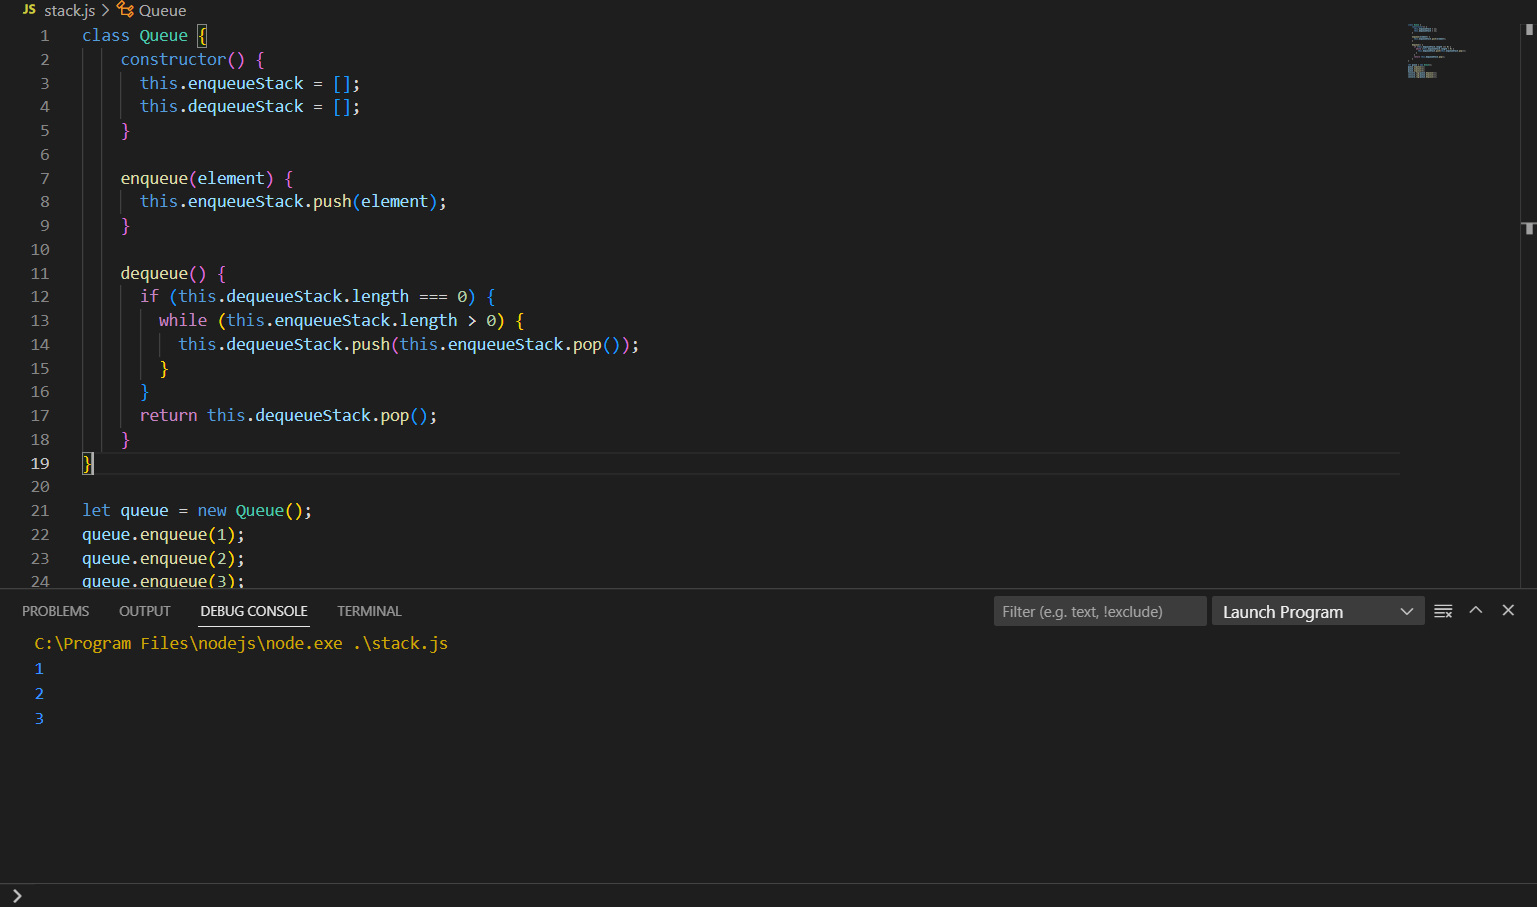 JS stack.js > Queue
1 class Queue {
2 constructor() {
3 this.enqueueStack = [];
4 this.dequeueStack = [];
5 }
6
7 enqueue(element) {
8 this.enqueueStack.push(element);
9 }
10
11 dequeue() {
12 if (this.dequeueStack.length === 0) {
13 while (this.enqueueStack.length > 0) {
14 this.dequeueStack.push(this.enqueueStack.pop());
15 }
16 }
17 return this.dequeueStack.pop();
18 }
19 }
20
21 let queue = new Queue();
22 queue.enqueue(1);
23 queue.enqueue(2);
24 queue.enqueue(3);
PROBLEMS OUTPUT DEBUG CONSOLE TERMINAL Filter (e.g. text, !exclude) Launch Program
C:\Program Files\nodejs\node.exe .\stack.js
1
2
3